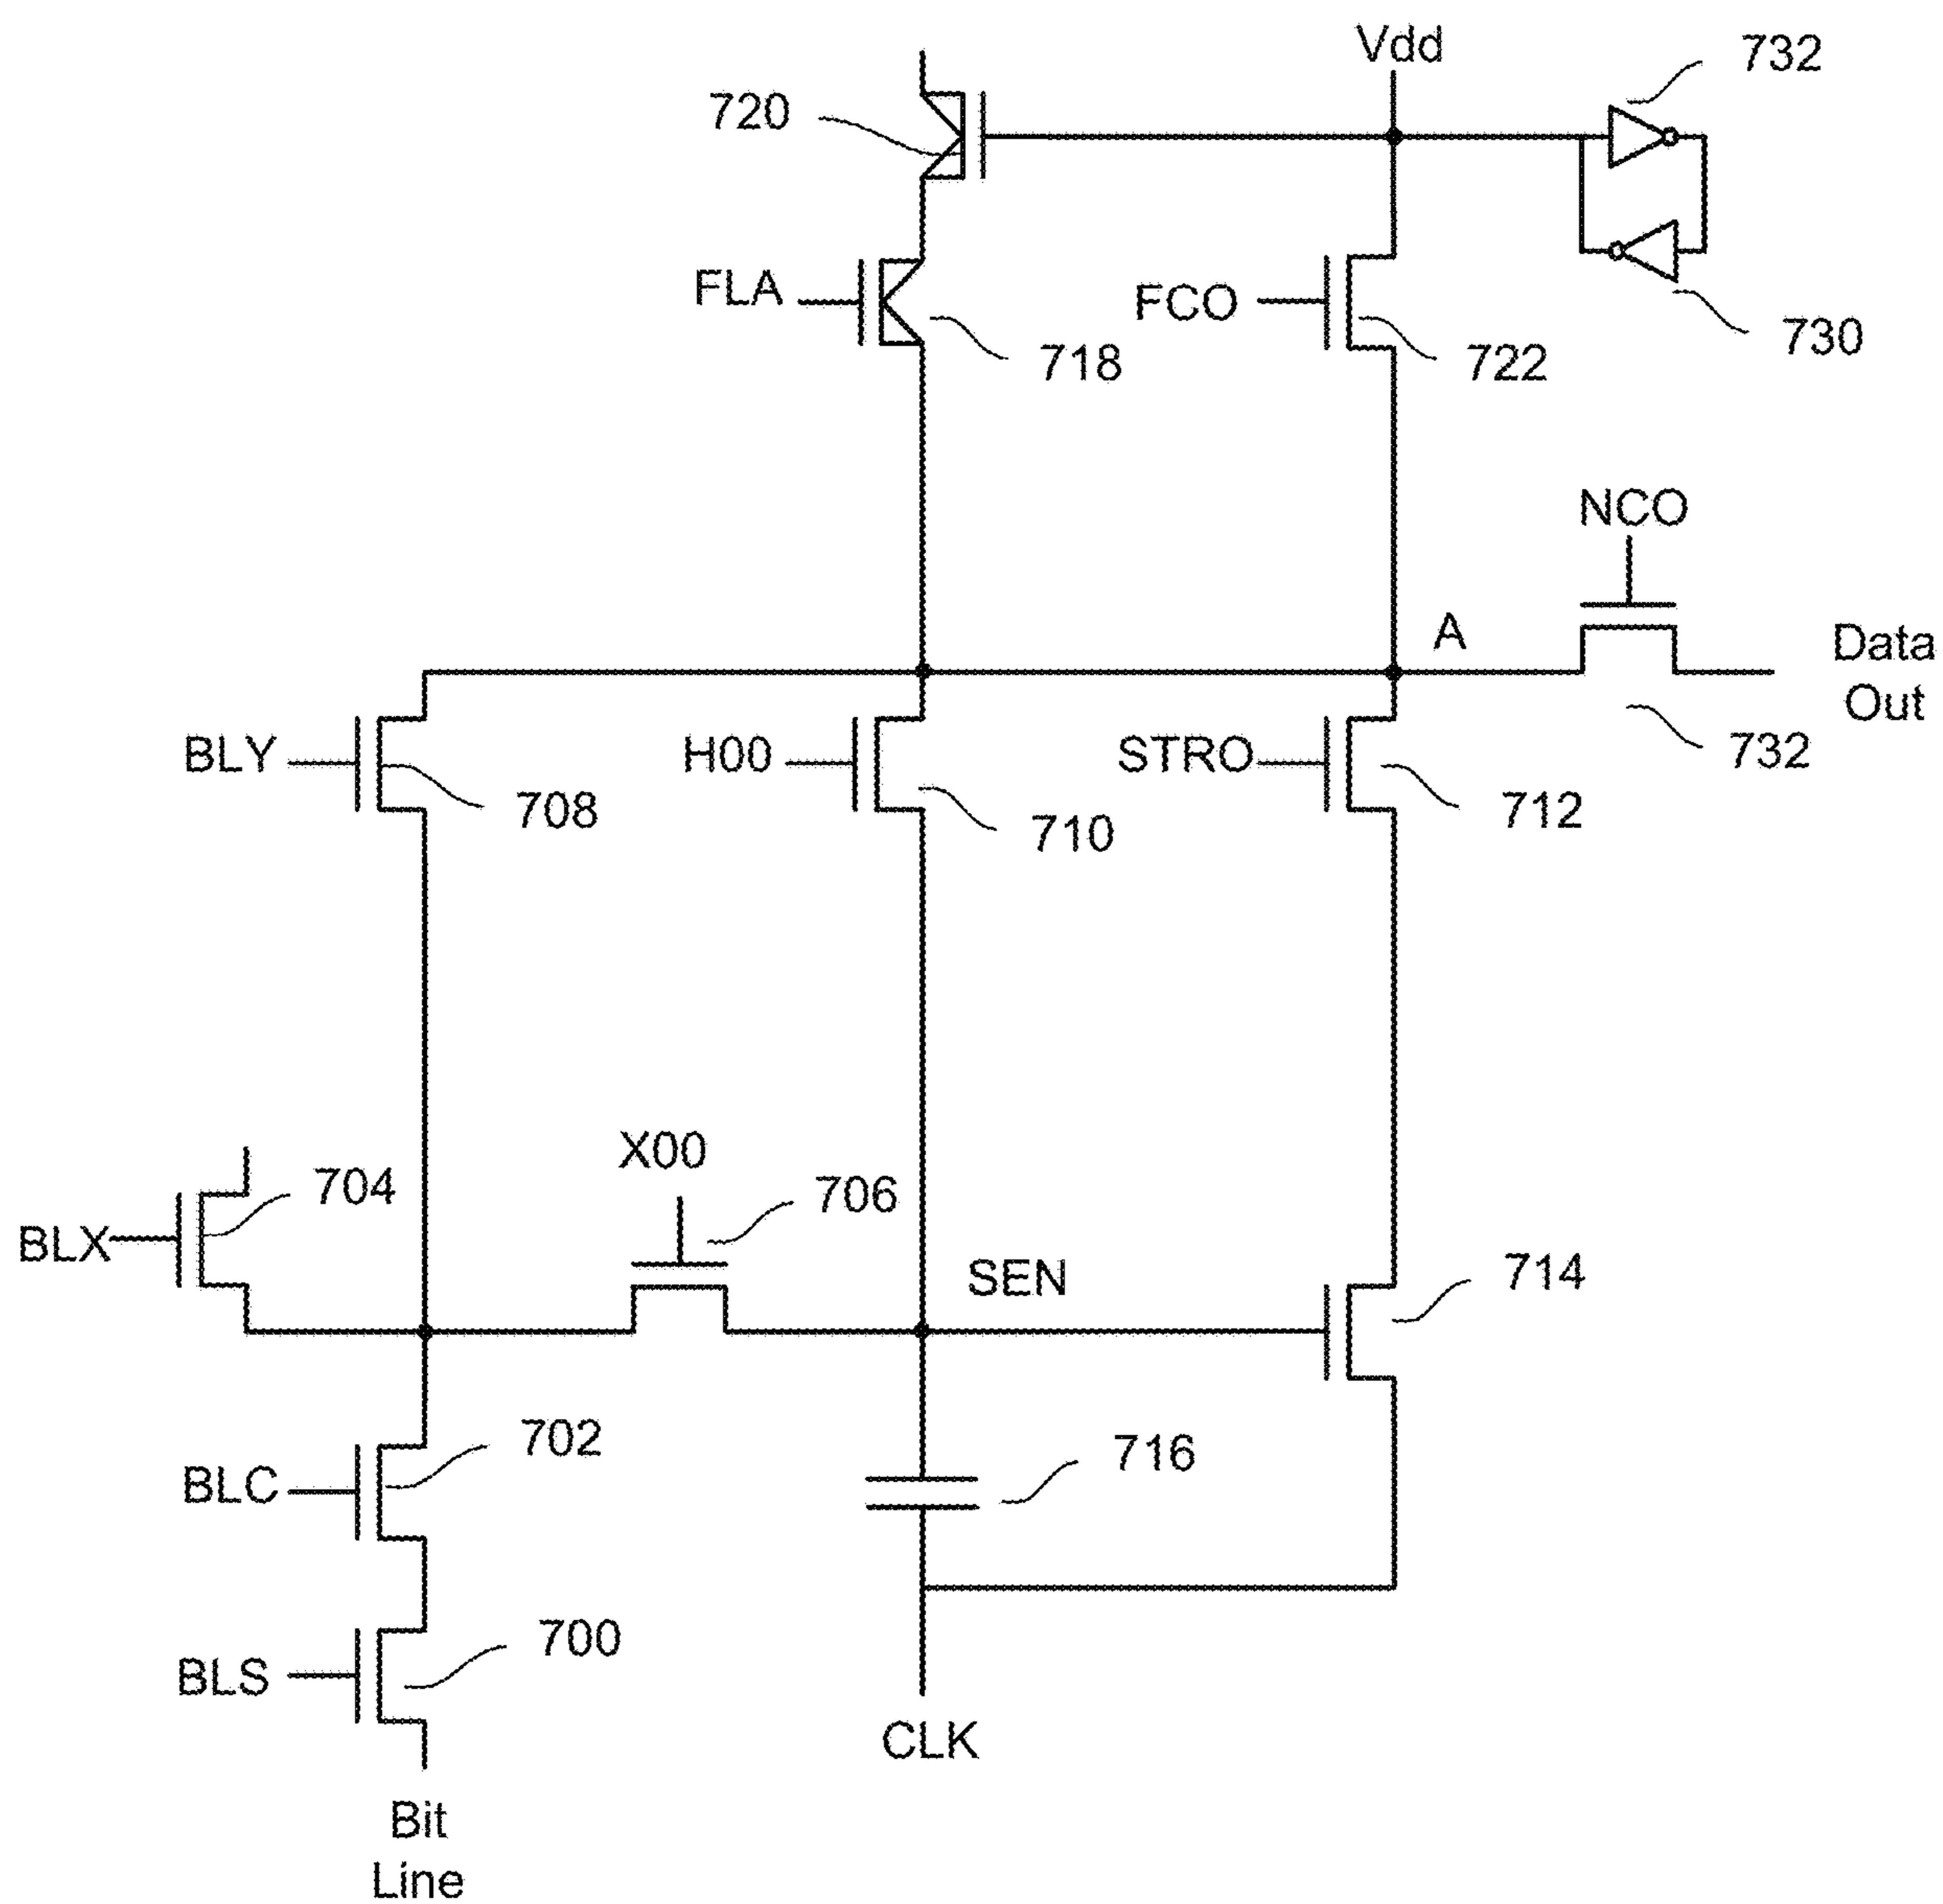 Vdd
732
720
FLA
FCO
718
722
730
NCO
A
Data
Out
BLY
H00
STRO
732
708
710
712
X00
704
706
BLX
SEN
714
702
BLC
716
700
BLS
CLK
Bit
Line